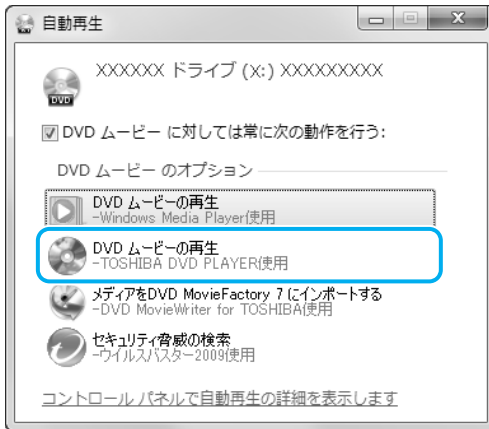 自動再生
XXXXXX ドライブ (X:) XXXXXXXXX
DVD
DVD ムービー に対しては常に次の動作を行う:
DVD ムービー のオプション
DVD ムービーの再生
-Windows Media Player使用
DVD ムービーの再生
-TOSHIBA DVD PLAYER使用
メディアをDVD MovieFactory 7 にインポートする
-DVD MovieWriter for TOSHIBA使用
セキュリティ脅威の検索
-ウイルスバスター2009使用
コントロール パネルで自動再生の詳細を表示します